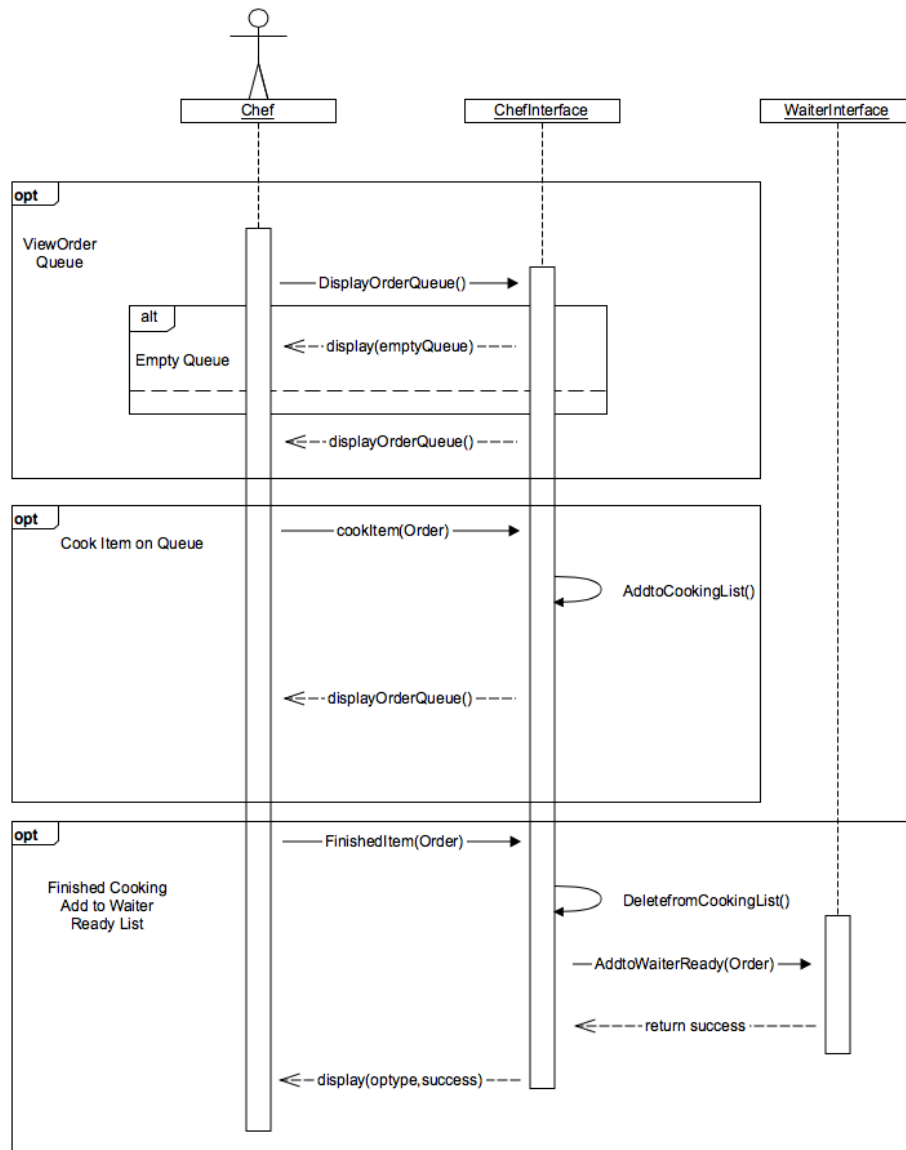 Chef
ChefInterface
WaiterInterface
opt
ViewOrder
Queue
DisplayOrderQueue()
alt
display(emptyQueue)
Empty Queue
displayOrderQueue()
opt
cookItem(Order)
Cook Item on Queue
AddtoCookingList()
displayOrderQueue()
opt
FinishedItem(Order)
Finished Cooking
Add to Waiter
Ready List
DeletefromCookingList()
AddtoWaiterReady(Order)
return success
display(optype,success)